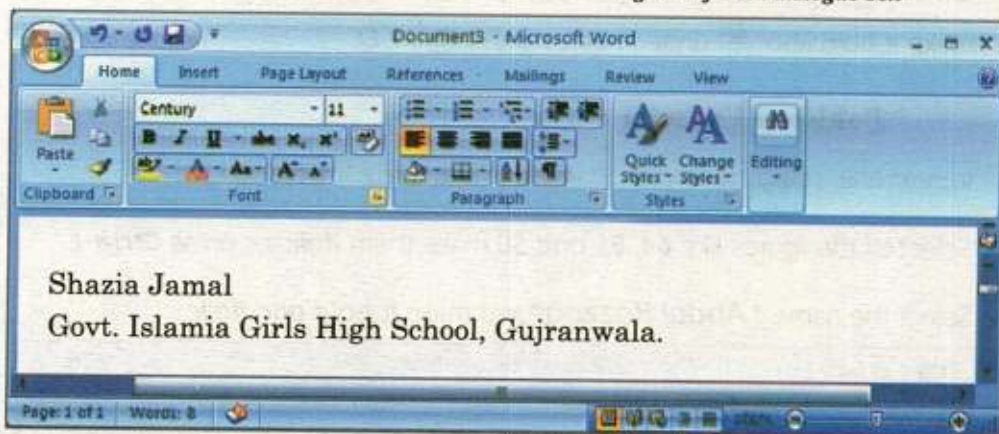 Document3 - Microsoft Word
Home Insert Page Layout References Mailings Review View
Century 11
Paste
Quick Styles Change Styles Editing
Clipboard Font Paragraph Styles
Shazia Jamal
Govt. Islamia Girls High School, Gujranwala.
Page: 1 of 1 Words: 8 100%